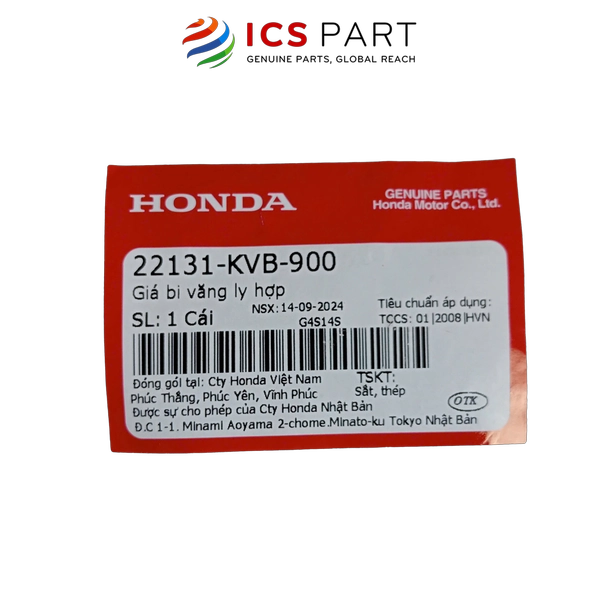 ICS PART
GENUINE PARTS, GLOBAL REACH
HONDA
GENUINE PARTS
Honda Motor Co., Ltd.
22131-KVB-900
Giá bi văng ly hợp
NSX: 14-09-2024
Tiêu chuẩn áp dụng:
SL: 1 Cái
G4S14S
TCCS: 01|2008|HVN
Đóng gói tại: Cty Honda Việt Nam
TSKT:
Phúc Thắng, Phúc Yên, Vĩnh Phúc
Sắt, thép
Được sự cho phép của Cty Honda Nhật Bản
OTK
Đ.C 1-1. Minami Aoyama 2-chome.Minato-ku Tokyo Nhật Bản